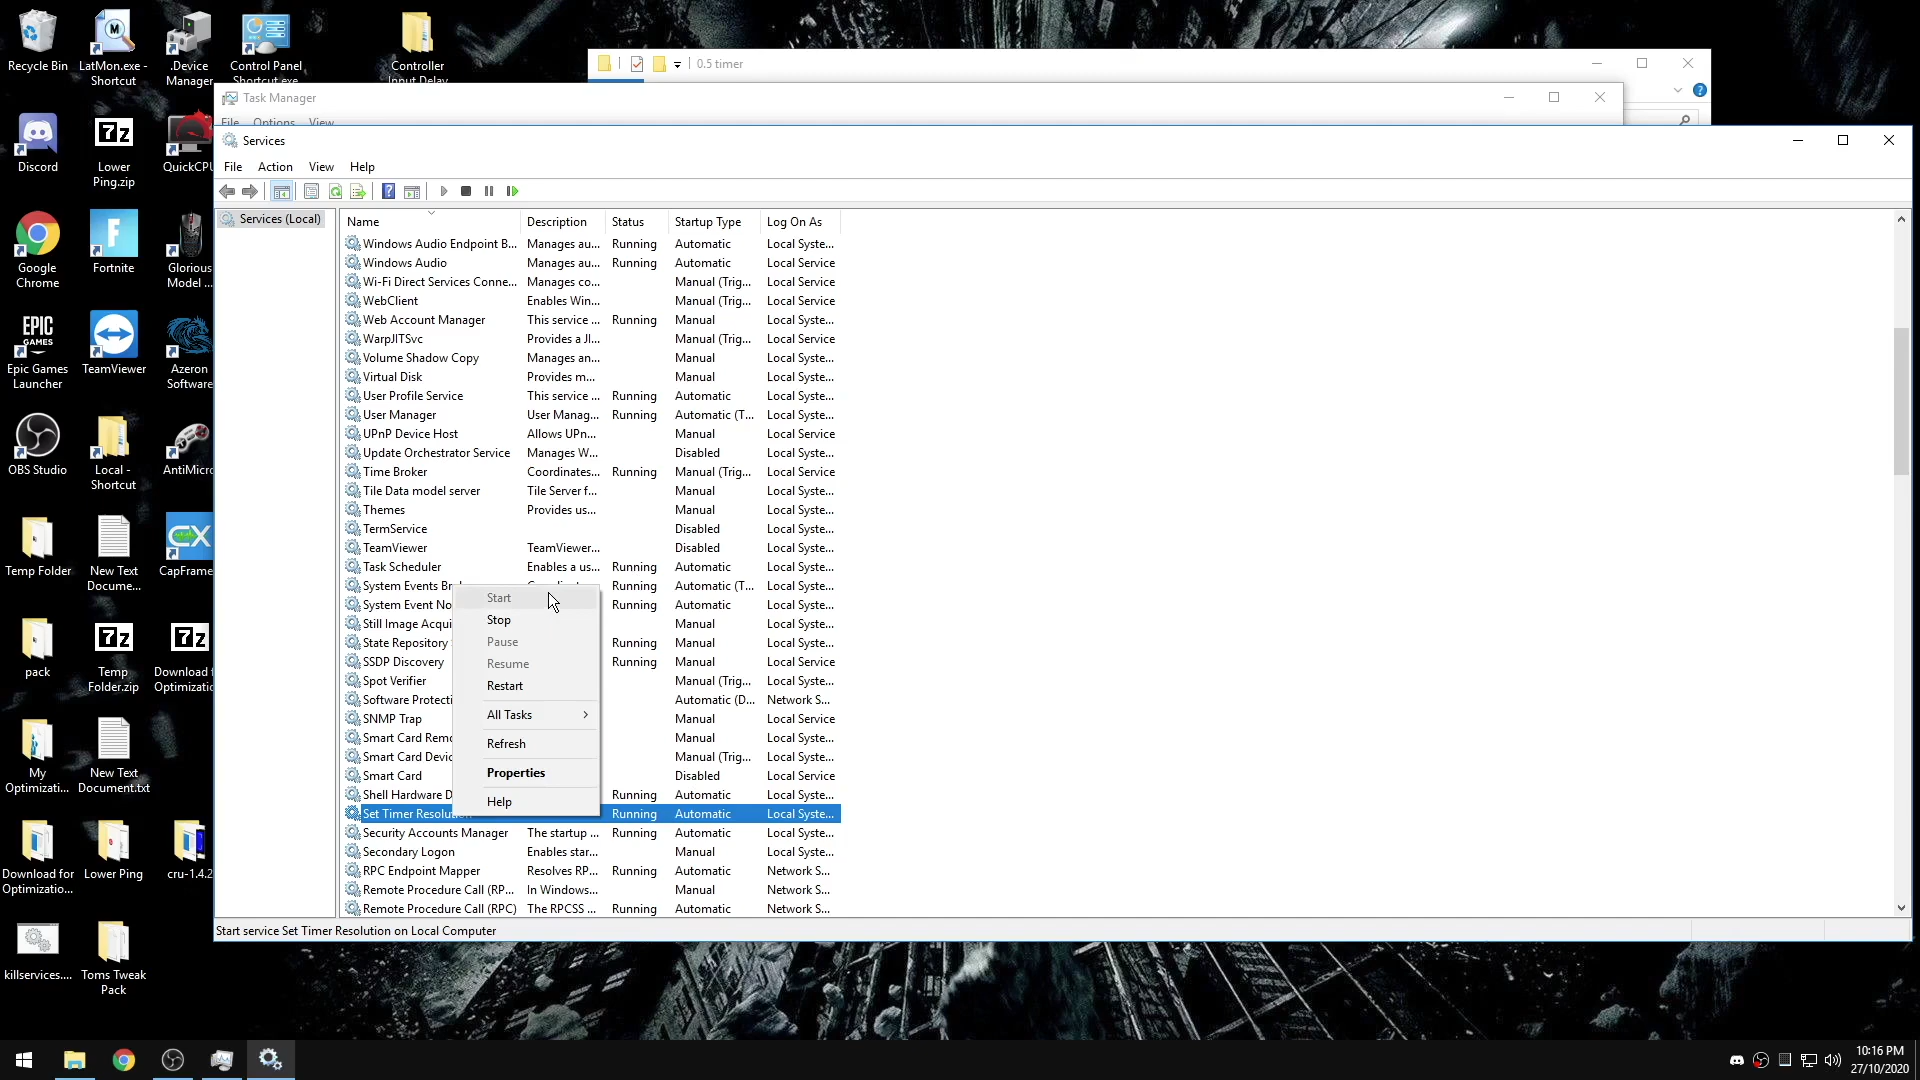 Recycle Bin
LatMon.exe -
Shortcut
.Device
Manager
Control Panel
Shortcut.exe
Controller
Input Delay
Discord
7z
Lower
Ping.zip
QuickCPU
Google
Chrome
Fortnite
Glorious
Model ...
EPIC
GAMES
Epic Games
Launcher
TeamViewer
Azeron
Software
OBS Studio
Local -
Shortcut
AntiMicro
Temp Folder
New Text
Docume...
CX
CapFrame
pack
7z
Temp
Folder.zip
7z
Download f
Optimizatio
My
Optimizati...
New Text
Document.txt
Download for
Optimizatio...
Lower Ping
cru-1.4.2
killservices....
Toms Tweak
Pack
0.5 timer
Task Manager
File Options View
Services
File Action View Help
Services (Local)
Name Description Status Startup Type Log On As
Windows Audio Endpoint B... Manages au... Running Automatic Local Syste...
Windows Audio Manages au... Running Automatic Local Service
Wi-Fi Direct Services Conne... Manages co... Manual (Trig... Local Service
WebClient Enables Win... Manual (Trig... Local Service
Web Account Manager This service ... Running Manual Local Syste...
WarpJITSvc Provides a JI... Manual (Trig... Local Service
Volume Shadow Copy Manages an... Manual Local Syste...
Virtual Disk Provides m... Manual Local Syste...
User Profile Service This service ... Running Automatic Local Syste...
User Manager User Manag... Running Automatic (T... Local Syste...
UPnP Device Host Allows UPn... Manual Local Service
Update Orchestrator Service Manages W... Disabled Local Syste...
Time Broker Coordinates... Running Manual (Trig... Local Service
Tile Data model server Tile Server f... Manual Local Syste...
Themes Provides us... Manual Local Syste...
TermService Disabled Local Syste...
TeamViewer TeamViewer... Disabled Local Syste...
Task Scheduler Enables a us... Running Automatic Local Syste...
System Events Br Running Automatic (T... Local Syste...
System Event No Running Automatic Local Syste...
Still Image Acqui Manual Local Syste...
State Repository Running Manual Local Syste...
SSDP Discovery Running Manual Local Service
Spot Verifier Manual (Trig... Local Syste...
Software Protecti Automatic (D... Network S...
SNMP Trap Manual Local Service
Smart Card Remo Manual Local Syste...
Smart Card Devic Manual (Trig... Local Syste...
Smart Card Disabled Local Service
Shell Hardware D Running Automatic Local Syste...
Set Timer Resolution Running Automatic Local Syste...
Security Accounts Manager The startup ... Running Automatic Local Syste...
Secondary Logon Enables star... Manual Local Syste...
RPC Endpoint Mapper Resolves RP... Running Automatic Network S...
Remote Procedure Call (RP... In Windows... Manual Network S...
Remote Procedure Call (RPC) The RPCSS ... Running Automatic Network S...
Start
Stop
Pause
Resume
Restart
All Tasks
Refresh
Properties
Help
Start service Set Timer Resolution on Local Computer
10:16 PM
27/10/2020